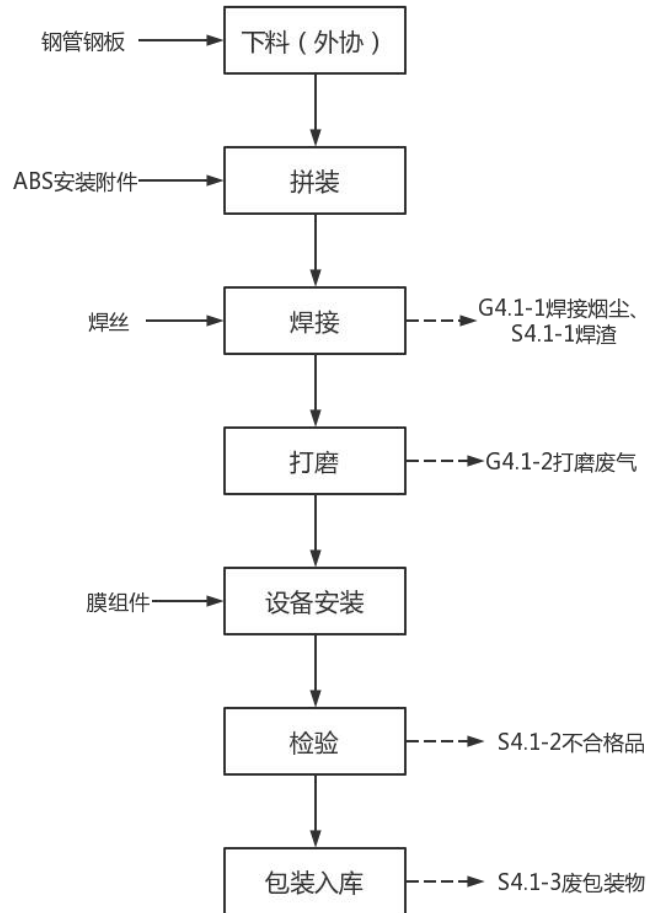 钢管钢板
下料（外协）
ABS安装附件
拼装
焊丝
焊接
G4.1-1焊接烟尘、
S4.1-1焊渣
打磨
G4.1-2打磨废气
膜组件
设备安装
检验
S4.1-2不合格品
包装入库
S4.1-3废包装物